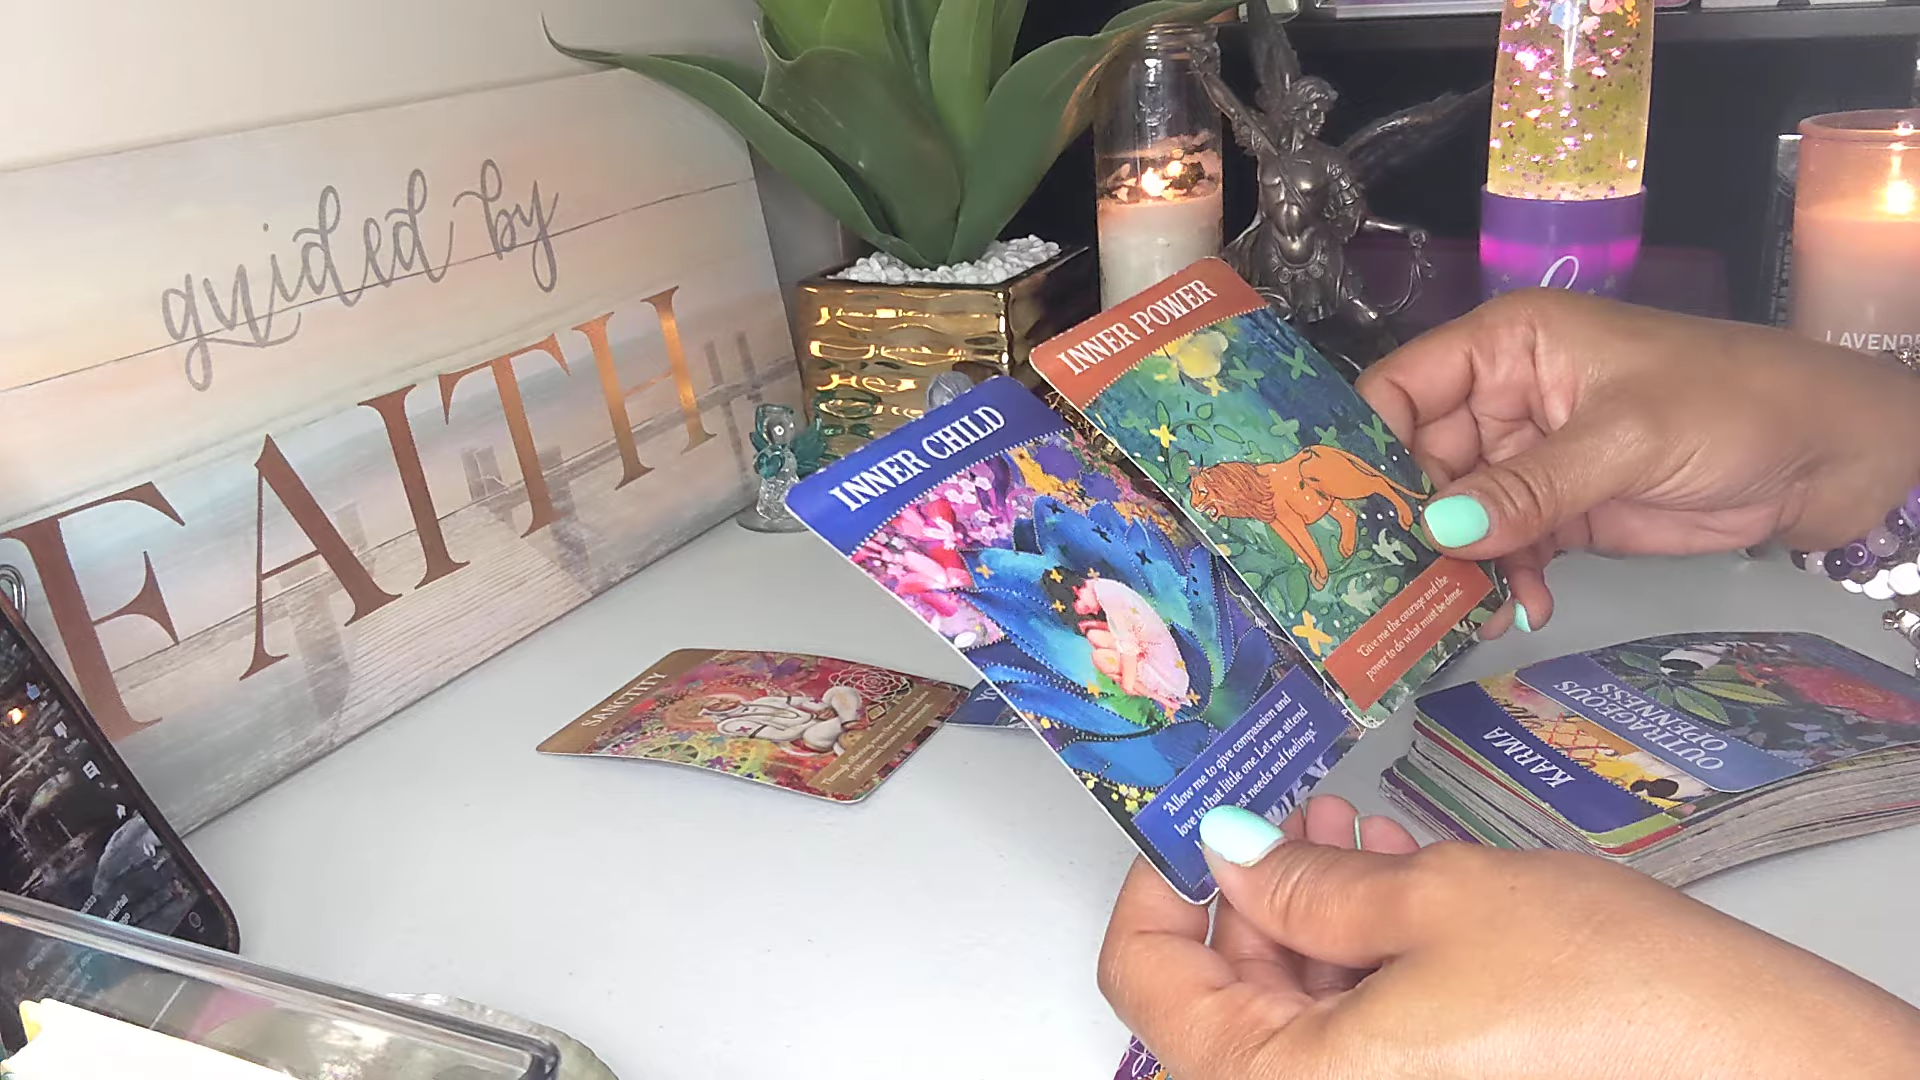 guided by
FAITH
INNER POWER
"Give me the courage and the
power to do what must be done."
INNER CHILD
"Allow me to give compassion and
love to that little one. Let me attend
needs and feelings."
SANCTITY
KARMA
OUTRAGEOUS
OPENNESS
LAVENDE